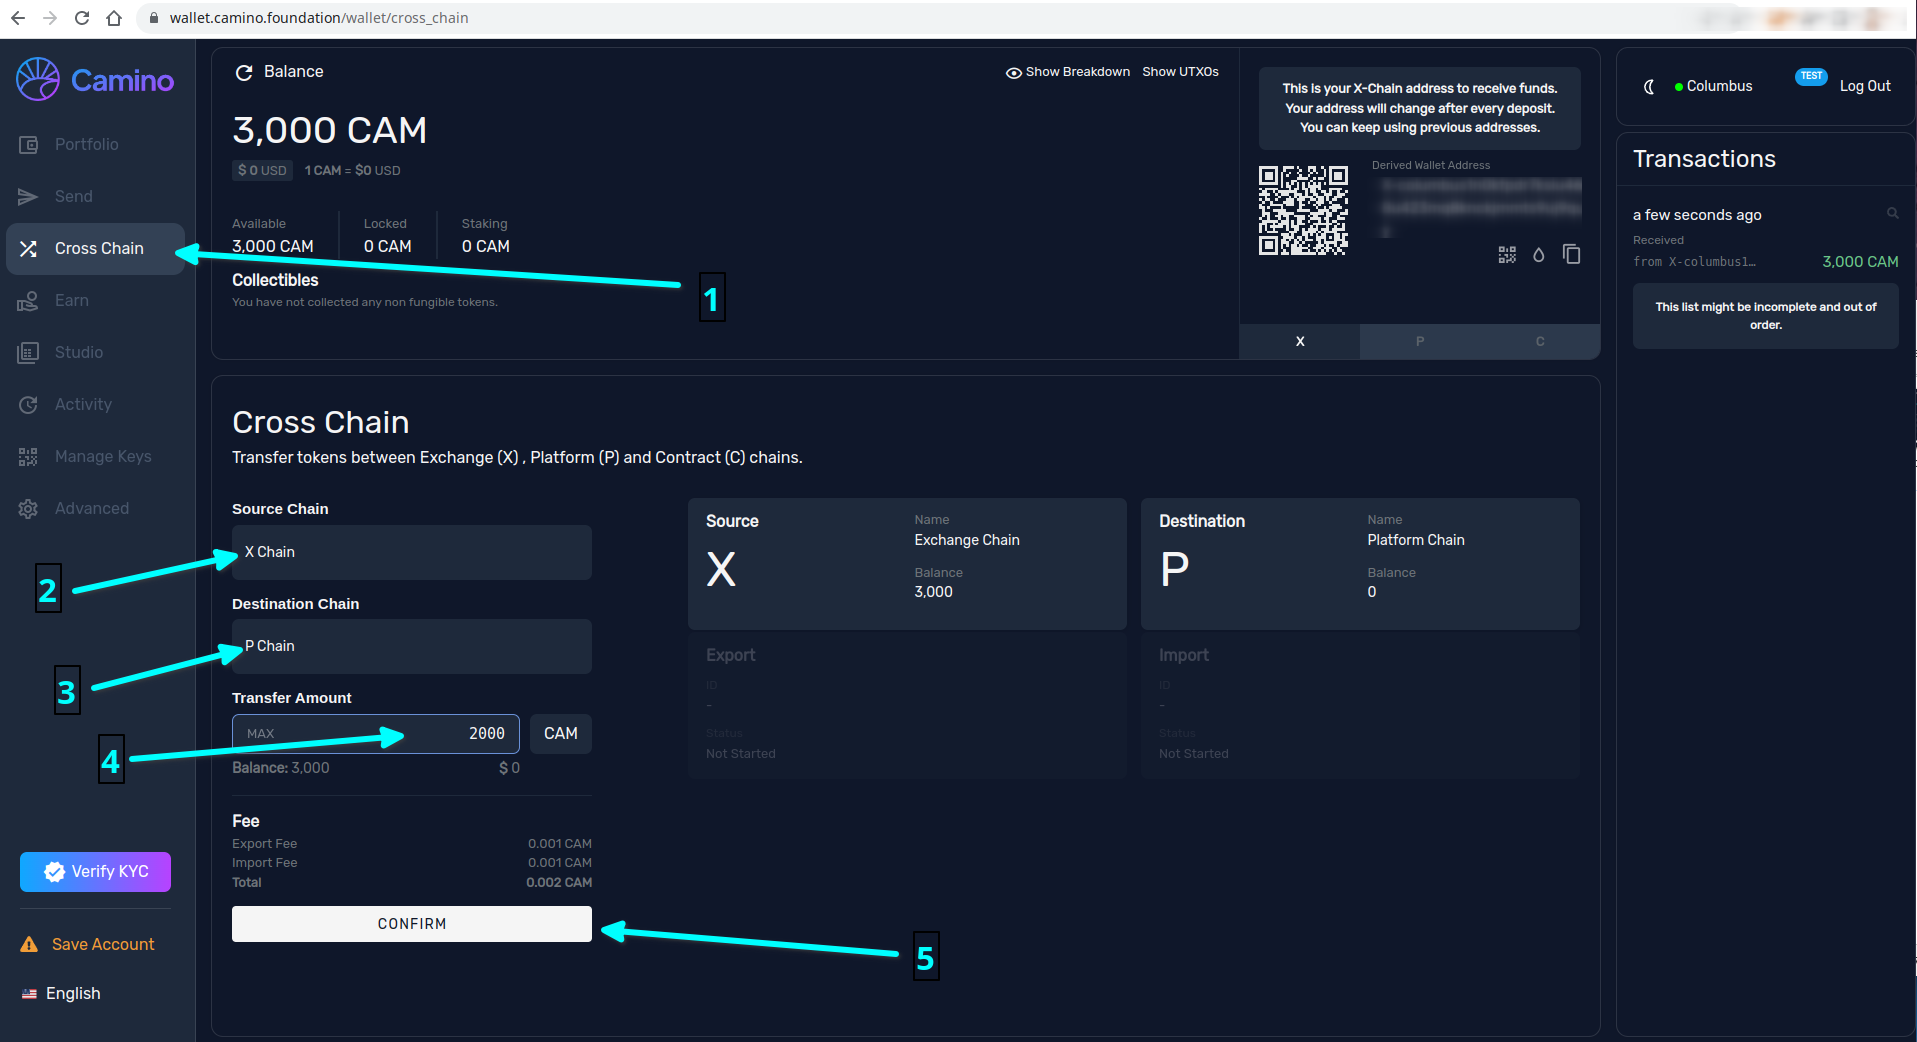 wallet.camino.foundation/wallet/cross_chain
Camino
Portfolio
Send
Cross Chain
Earn
Studio
Activity
Manage Keys
Advanced
Verify KYC
Save Account
English
Balance
Show Breakdown Show UTXOs
3,000 CAM
$ 0 USD 1 CAM = $0 USD
Available Locked Staking
3,000 CAM 0 CAM 0 CAM
Collectibles
You have not collected any non fungible tokens.
1
This is your X-Chain address to receive funds.
Your address will change after every deposit.
You can keep using previous addresses.
Derived Wallet Address
X P C
Cross Chain
Transfer tokens between Exchange (X) , Platform (P) and Contract (C) chains.
Source Chain
X Chain
2
Destination Chain
P Chain
3
Transfer Amount
MAX 2000 CAM
4
Balance: 3,000 $ 0
Fee
Export Fee 0.001 CAM
Import Fee 0.001 CAM
Total 0.002 CAM
CONFIRM
5
Source
X
Name
Exchange Chain
Balance
3,000
Export
ID
-
Status
Not Started
Destination
P
Name
Platform Chain
Balance
0
Import
ID
-
Status
Not Started
Columbus TEST Log Out
Transactions
a few seconds ago
Received
from X-columbus1… 3,000 CAM
This list might be incomplete and out of
order.